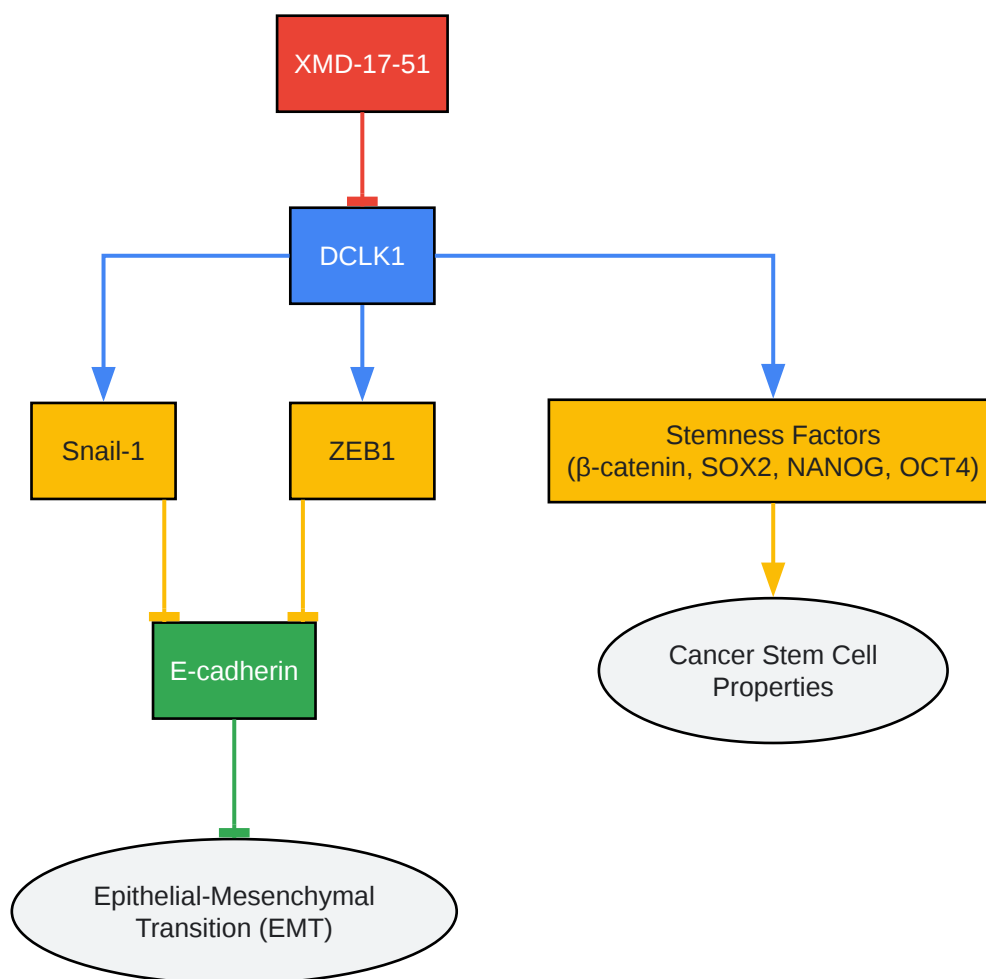 XMD-17-51
DCLK1
Snail-1
ZEB1
Stemness Factors
(β-catenin, SOX2, NANOG, OCT4)
E-cadherin
Cancer Stem Cell
Properties
Epithelial-Mesenchymal
Transition (EMT)